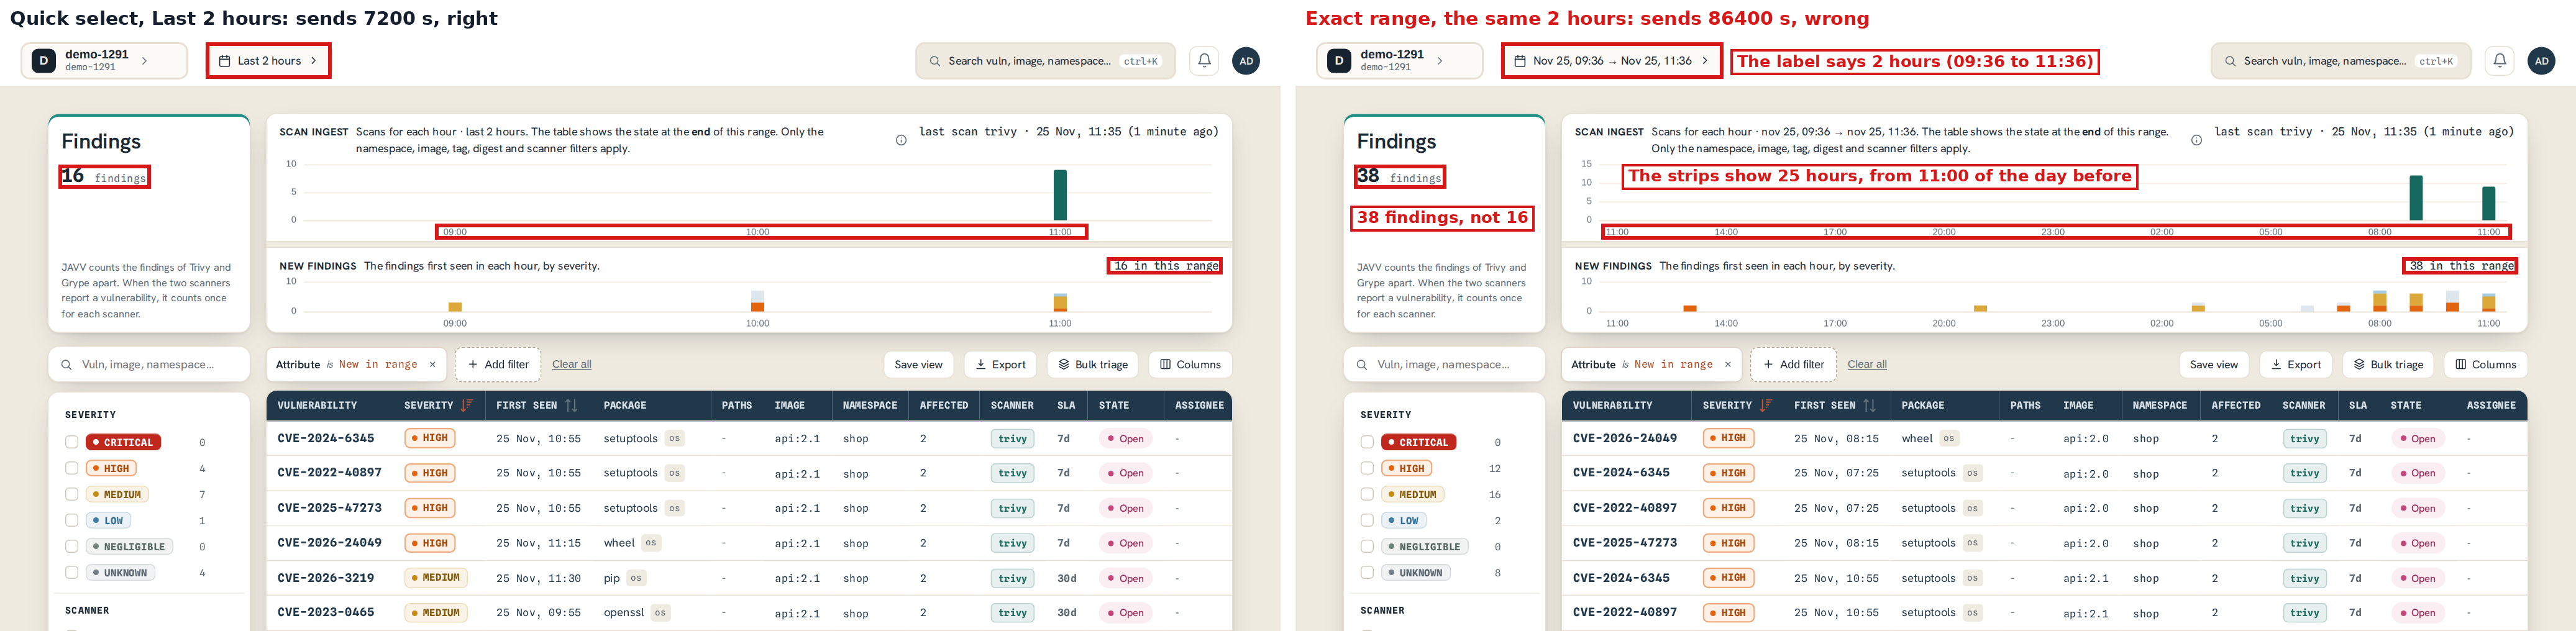 Quick select, Last 2 hours: sends 7200 s, right
D
demo-1291
demo-1291
Last 2 hours
Search vuln, image, namespace...
ctrl+K
AD
Findings
16 findings
JAVV counts the findings of Trivy and
Grype apart. When the two scanners
report a vulnerability, it counts once
for each scanner.
SCAN INGEST Scans for each hour · last 2 hours. The table shows the state at the end of this range. Only the
namespace, image, tag, digest and scanner filters apply.
last scan trivy · 25 Nov, 11:35 (1 minute ago)
10
5
0
09:00 10:00 11:00
NEW FINDINGS The findings first seen in each hour, by severity.
16 in this range
10
0
09:00 10:00 11:00
Vuln, image, namespace...
Attribute is New in range ×
+ Add filter
Clear all
Save view
Export
Bulk triage
Columns
SEVERITY
CRITICAL 0
HIGH 4
MEDIUM 7
LOW 1
NEGLIGIBLE 0
UNKNOWN 4
SCANNER
VULNERABILITY SEVERITY FIRST SEEN PACKAGE PATHS IMAGE NAMESPACE AFFECTED SCANNER SLA STATE ASSIGNEE
CVE-2024-6345 HIGH 25 Nov, 10:55 setuptools os - api:2.1 shop 2 trivy 7d Open -
CVE-2022-40897 HIGH 25 Nov, 10:55 setuptools os - api:2.1 shop 2 trivy 7d Open -
CVE-2025-47273 HIGH 25 Nov, 10:55 setuptools os - api:2.1 shop 2 trivy 7d Open -
CVE-2026-24049 HIGH 25 Nov, 11:15 wheel os - api:2.1 shop 2 trivy 7d Open -
CVE-2026-3219 MEDIUM 25 Nov, 11:30 pip os - api:2.1 shop 2 trivy 30d Open -
CVE-2023-0465 MEDIUM 25 Nov, 09:55 openssl os - api:2.1 shop 2 trivy 30d Open -
Exact range, the same 2 hours: sends 86400 s, wrong
D
demo-1291
demo-1291
Nov 25, 09:36 → Nov 25, 11:36
The label says 2 hours (09:36 to 11:36)
Search vuln, image, namespace...
ctrl+K
AD
Findings
38 findings
38 findings, not 16
JAVV counts the findings of Trivy and
Grype apart. When the two scanners
report a vulnerability, it counts once
for each scanner.
SCAN INGEST Scans for each hour · nov 25, 09:36 → nov 25, 11:36. The table shows the state at the end of this range.
Only the namespace, image, tag, digest and scanner filters apply.
last scan trivy · 25 Nov, 11:35 (1 minute ago)
The strips show 25 hours, from 11:00 of the day before
15
10
5
0
11:00 14:00 17:00 20:00 23:00 02:00 05:00 08:00 11:00
NEW FINDINGS The findings first seen in each hour, by severity.
38 in this range
10
0
11:00 14:00 17:00 20:00 23:00 02:00 05:00 08:00 11:00
Vuln, image, namespace...
Attribute is New in range ×
+ Add filter
Clear all
Save view
Export
Bulk triage
Columns
SEVERITY
CRITICAL 0
HIGH 12
MEDIUM 16
LOW 2
NEGLIGIBLE 0
UNKNOWN 8
SCANNER
VULNERABILITY SEVERITY FIRST SEEN PACKAGE PATHS IMAGE NAMESPACE AFFECTED SCANNER SLA STATE ASSIGNEE
CVE-2026-24049 HIGH 25 Nov, 08:15 wheel os - api:2.0 shop 2 trivy 7d Open -
CVE-2024-6345 HIGH 25 Nov, 07:25 setuptools os - api:2.0 shop 2 trivy 7d Open -
CVE-2022-40897 HIGH 25 Nov, 07:25 setuptools os - api:2.0 shop 2 trivy 7d Open -
CVE-2025-47273 HIGH 25 Nov, 08:15 setuptools os - api:2.0 shop 2 trivy 7d Open -
CVE-2024-6345 HIGH 25 Nov, 10:55 setuptools os - api:2.1 shop 2 trivy 7d Open -
CVE-2022-40897 HIGH 25 Nov, 10:55 setuptools os - api:2.1 shop 2 trivy 7d Open -